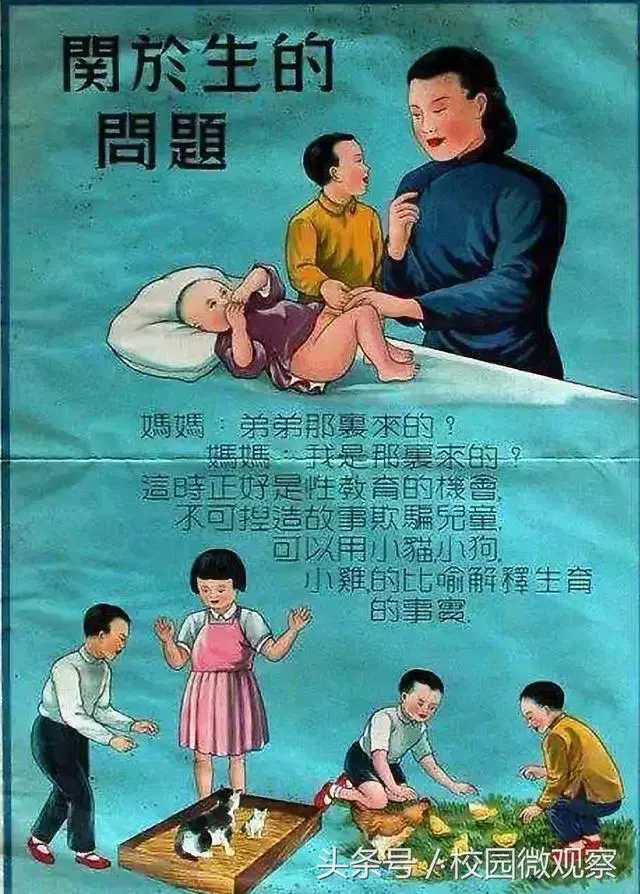 関於生的
問題
媽媽：弟弟那裏來的？
媽媽：我是那裏來的？
這時正好是性教育的機會，
不可捏造故事欺騙兒童，
可以用小貓小狗，
小雞，的比喻解釋生育
的事實．
头条号／校园微观察